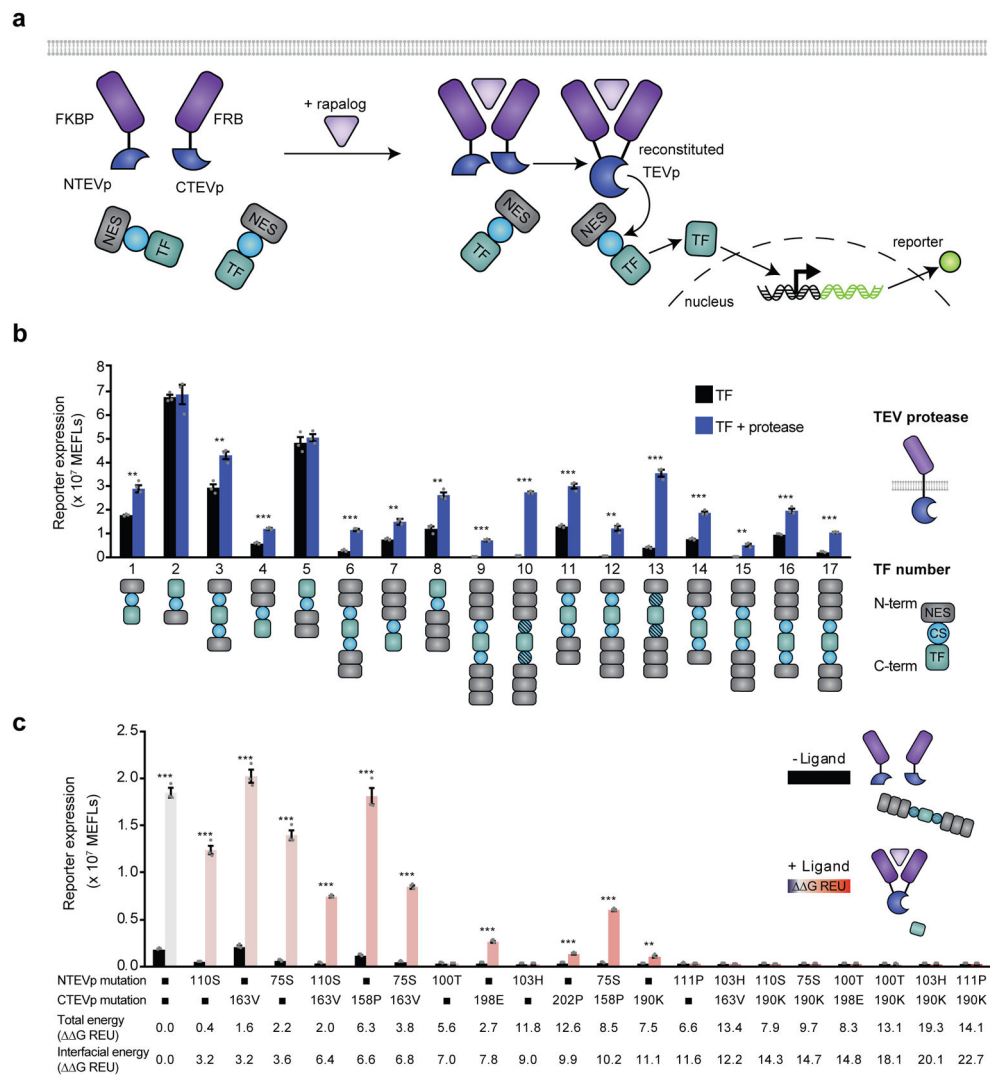 a
+ rapalog
FKBP
FRB
NTEVp
CTEVp
reconstituted
TEVp
NES
TF
NES
TF
NES
TF
NES
TF
TF
reporter
nucleus
b
Reporter expression
(x 10⁷ MEFLs)
8
7
6
5
4
3
2
1
0
TF
TF + protease
** ** *** *** ** ** *** *** *** ** *** *** ** *** ***
1 2 3 4 5 6 7 8 9 10 11 12 13 14 15 16 17
TEV protease
TF number
N-term
C-term
NES
CS
TF
c
Reporter expression
(x 10⁷ MEFLs)
2.5
2.0
1.5
1.0
0.5
0.0
*** *** *** *** *** *** *** *** *** *** **
- Ligand
+ Ligand
ΔΔG REU
NTEVp mutation ■ 110S ■ 75S 110S ■ 75S 100T ■ 103H ■ 75S ■ 111P 103H 110S 75S 100T 100T 103H 111P
CTEVp mutation ■ ■ 163V ■ 163V 158P 163V ■ 198E ■ 202P 158P 190K ■ 163V 190K 190K 198E 190K 190K 190K
Total energy
(ΔΔG REU) 0.0 0.4 1.6 2.2 2.0 6.3 3.8 5.6 2.7 11.8 12.6 8.5 7.5 6.6 13.4 7.9 9.7 8.3 13.1 19.3 14.1
Interfacial energy
(ΔΔG REU) 0.0 3.2 3.2 3.6 6.4 6.6 6.8 7.0 7.8 9.0 9.9 10.2 11.1 11.6 12.2 14.3 14.7 14.8 18.1 20.1 22.7